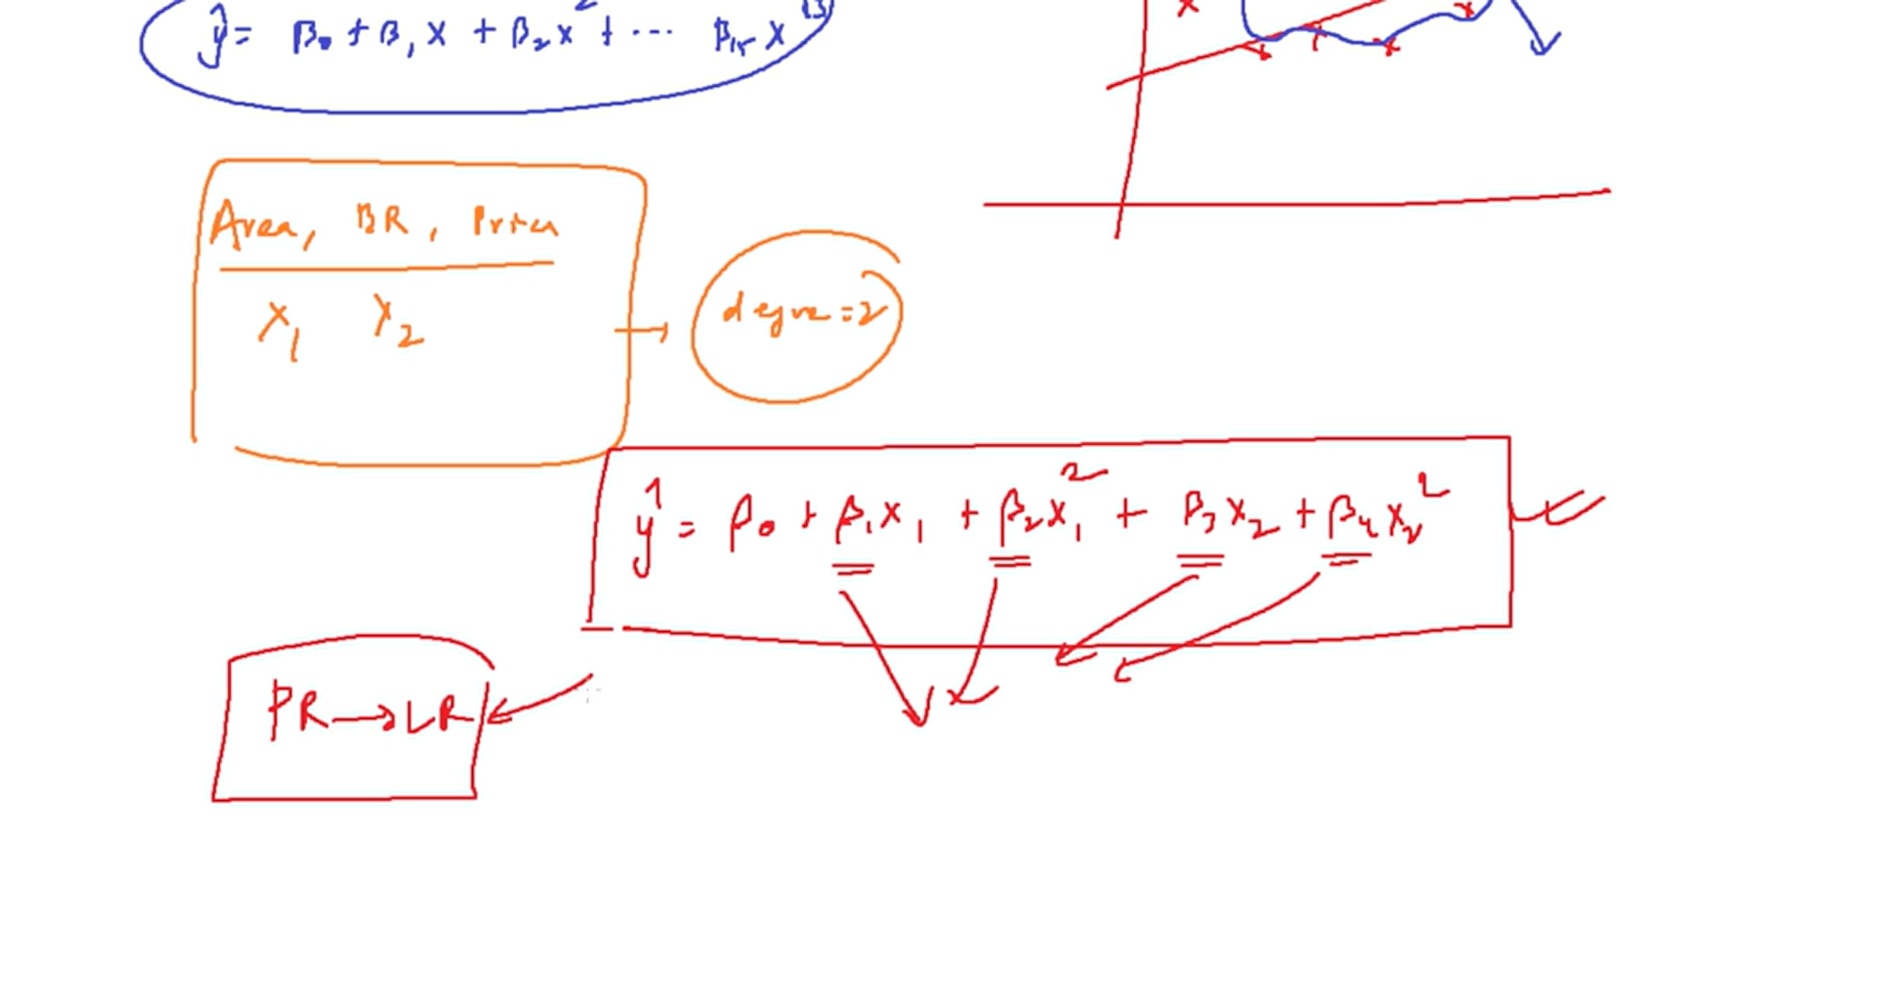 ŷ = β₀ + β₁x + β₂x² + ... β₁₅x¹⁵
Area, BR, Price
x₁ x₂
degree = 2
ŷ = β₀ + β₁x₁ + β₂x₁² + β₃x₂ + β₄x₂²
PR → LR